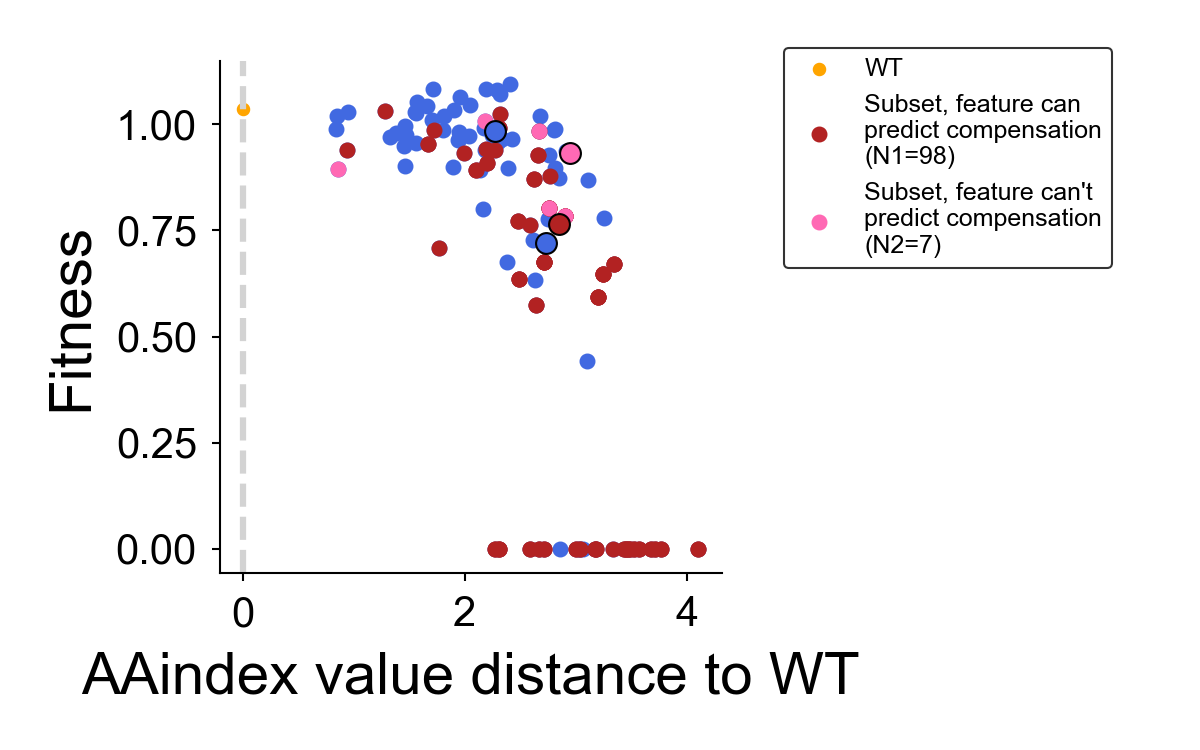 WT
Subset, feature can
predict compensation
(N1=98)
Subset, feature can't
predict compensation
(N2=7)
Fitness
1.00
0.75
0.50
0.25
0.00
0
2
4
AAindex value distance to WT